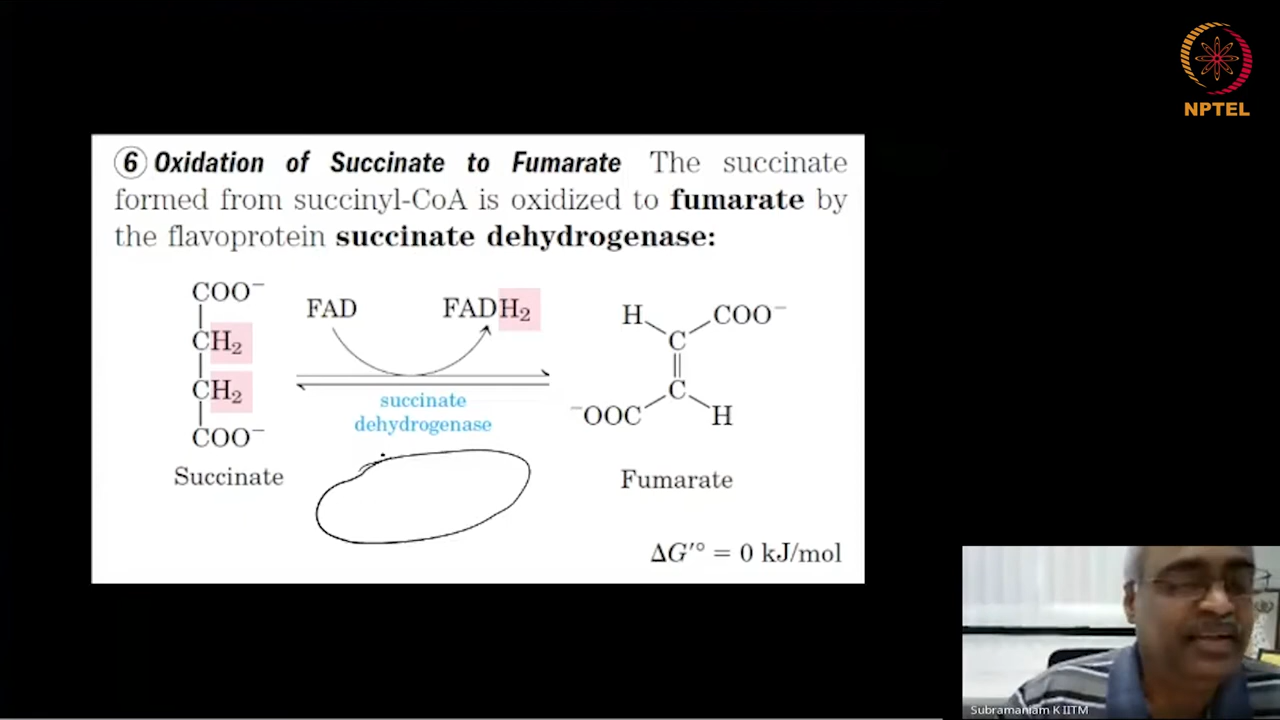 NPTEL
⑥ Oxidation of Succinate to Fumarate The succinate
formed from succinyl-CoA is oxidized to fumarate by
the flavoprotein succinate dehydrogenase:
COO⁻
CH₂
CH₂
COO⁻
Succinate
FAD
FADH₂
succinate
dehydrogenase
H
COO⁻
C
C
⁻OOC
H
Fumarate
ΔG′° = 0 kJ/mol
Subramaniam K IITM